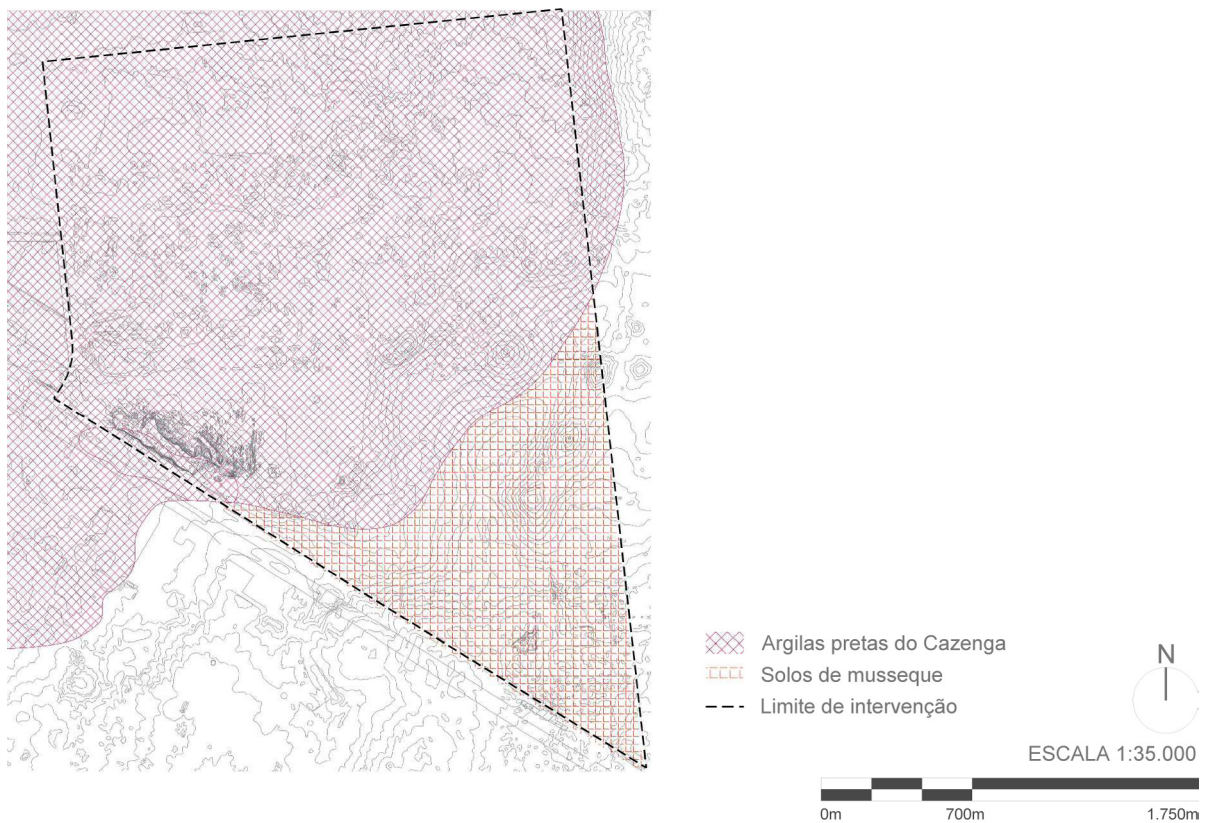 Argilas pretas do Cazenga
Solos de musseque
Limite de intervenção
N
ESCALA 1:35.000
0m 700m 1.750m